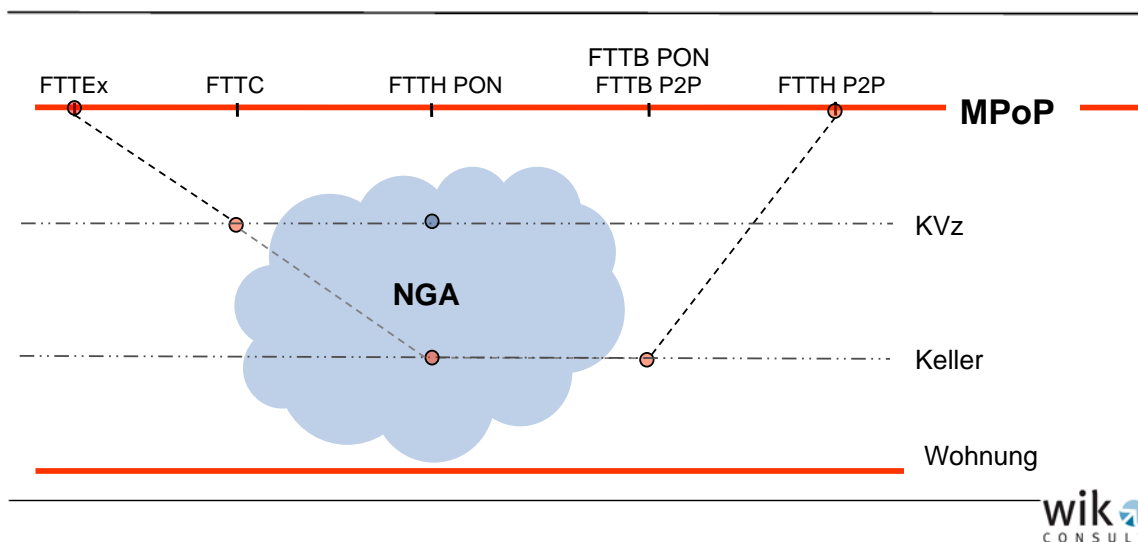 FTTB PON
FTTEx FTTC FTTH PON FTTB P2P FTTH P2P
MPoP
KVz
NGA
Keller
Wohnung
wik
CONSUL